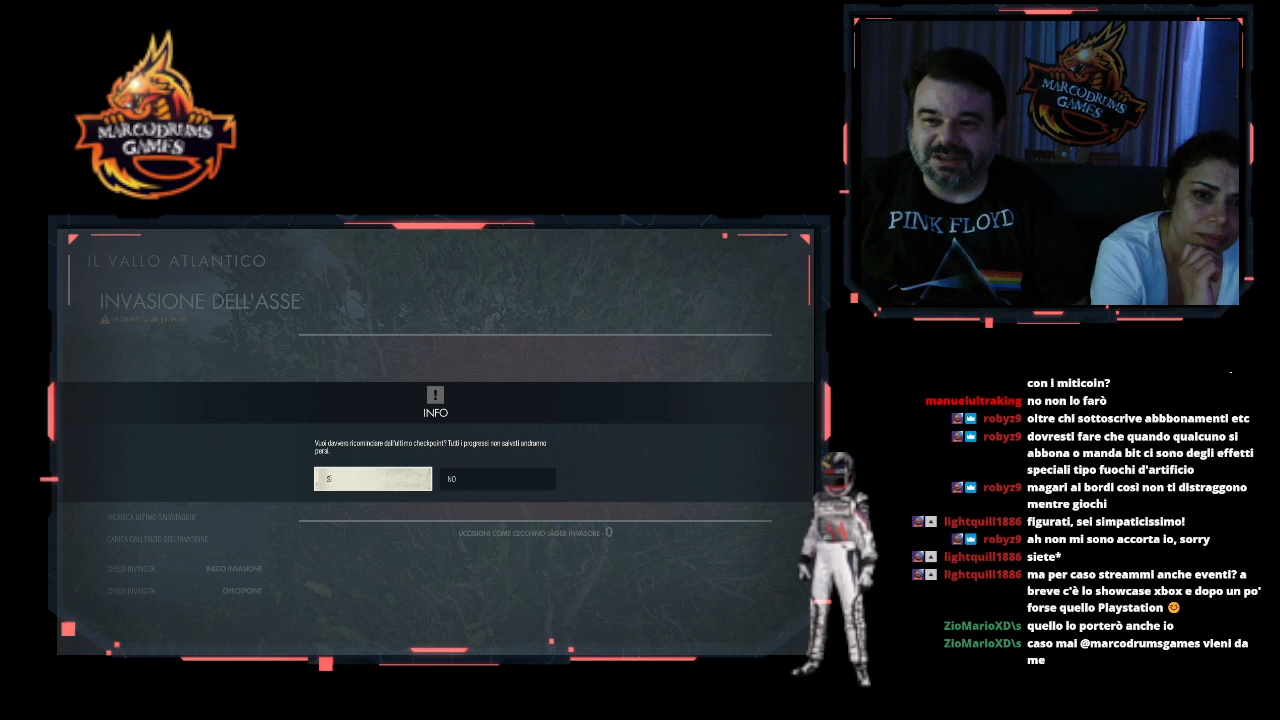 MARCODRUMS
GAMES
MARCODRUMS
GAMES
PINK FLOYD
IL VALLO ATLANTICO
INVASIONE DELL'ASSE
!
INFO
Vuoi davvero ricominciare dall'ultimo checkpoint? Tutti i progressi non salvati andranno
persi.
SÌ
NO
RICARICA ULTIMO SALVATAGGIO
CARICA DALL'INIZIO DELL'INVASIONE
CHIEDI RIVINCITA INIZIO INVASIONE
CHIEDI RIVINCITA CHECKPOINT
UCCISIONI COME CECCHINO JÄGER INVASORE 0
con i miticoin?
manuelultraking no non lo farò
robyz9 oltre chi sottoscrive abbbonamenti etc
robyz9 dovresti fare che quando qualcuno si
abbona o manda bit ci sono degli effetti
speciali tipo fuochi d'artificio
robyz9 magari ai bordi così non ti distraggono
mentre giochi
lightquill1886 figurati, sei simpaticissimo!
robyz9 ah non mi sono accorta io, sorry
lightquill1886 siete*
lightquill1886 ma per caso streammi anche eventi? a
breve c'è lo showcase xbox e dopo un po'
forse quello Playstation 😊
ZioMarioXD\s quello lo porterò anche io
ZioMarioXD\s caso mai @marcodrumsgames vieni da
me